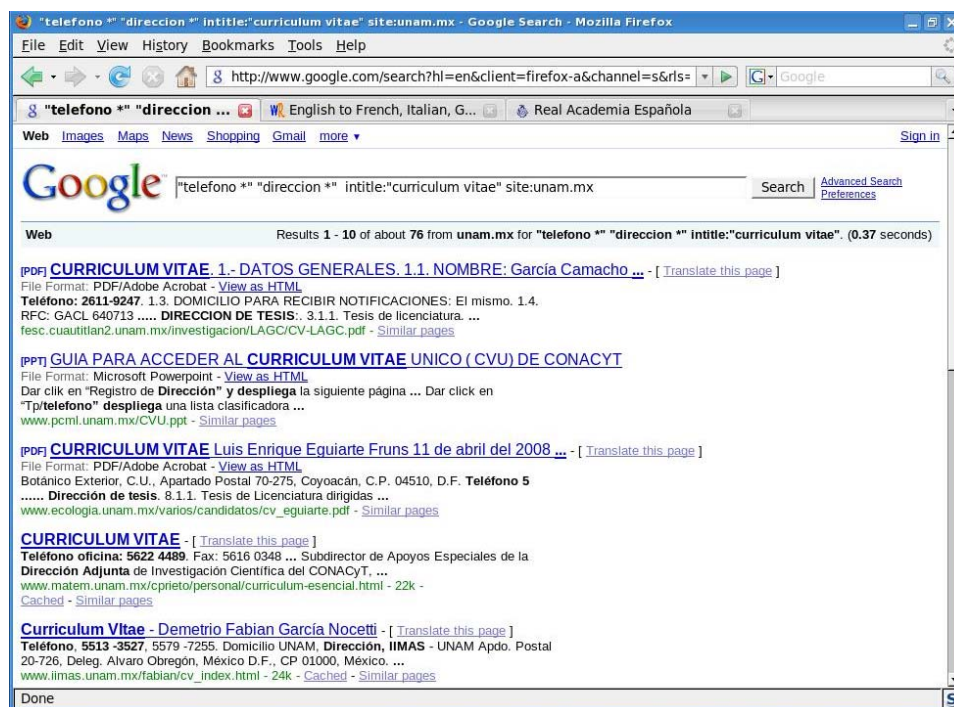 "telefono *" "direccion *" intitle:"curriculum vitae" site:unam.mx - Google Search - Mozilla Firefox
File Edit View History Bookmarks Tools Help
http://www.google.com/search?hl=en&client=firefox-a&channel=s&rls=
Google
"telefono *" "direccion ...
English to French, Italian, G...
Real Academia Española
Web Images Maps News Shopping Gmail more ▼
Sign in
Google
"telefono *" "direccion *" intitle:"curriculum vitae" site:unam.mx
Search
Advanced Search
Preferences
Web
Results 1 - 10 of about 76 from unam.mx for "telefono *" "direccion *" intitle:"curriculum vitae". (0.37 seconds)
[PDF] CURRICULUM VITAE. 1.- DATOS GENERALES. 1.1. NOMBRE: García Camacho ... - [ Translate this page ]
File Format: PDF/Adobe Acrobat - View as HTML
Teléfono: 2611-9247. 1.3. DOMICILIO PARA RECIBIR NOTIFICACIONES: El mismo. 1.4.
RFC: GACL 640713 ..... DIRECCION DE TESIS:. 3.1.1. Tesis de licenciatura. ...
fesc.cuautitlan2.unam.mx/investigacion/LAGC/CV-LAGC.pdf - Similar pages
[PPT] GUIA PARA ACCEDER AL CURRICULUM VITAE UNICO ( CVU) DE CONACYT
File Format: Microsoft Powerpoint - View as HTML
Dar clik en “Registro de Dirección” y despliega la siguiente página ... Dar click en
“Tp/telefono” despliega una lista clasificadora ...
www.pcml.unam.mx/CVU.ppt - Similar pages
[PDF] CURRICULUM VITAE Luis Enrique Eguiarte Fruns 11 de abril del 2008 ... - [ Translate this page ]
File Format: PDF/Adobe Acrobat - View as HTML
Botánico Exterior, C.U., Apartado Postal 70-275, Coyoacán, C.P. 04510, D.F. Teléfono 5
...... Dirección de tesis. 8.1.1. Tesis de Licenciatura dirigidas ...
www.ecologia.unam.mx/varios/candidatos/cv_eguiarte.pdf - Similar pages
CURRICULUM VITAE - [ Translate this page ]
Teléfono oficina: 5622 4489. Fax: 5616 0348 ... Subdirector de Apoyos Especiales de la
Dirección Adjunta de Investigación Científica del CONACyT, ...
www.matem.unam.mx/cprieto/personal/curriculum-esencial.html - 22k -
Cached - Similar pages
Curriculum VItae - Demetrio Fabian García Nocetti - [ Translate this page ]
Teléfono, 5513 -3527, 5579 -7255. Domicilio UNAM, Dirección, IIMAS - UNAM Apdo. Postal
20-726, Deleg. Alvaro Obregón, México D.F., CP 01000, México. ...
www.iimas.unam.mx/fabian/cv_index.html - 24k - Cached - Similar pages
Done